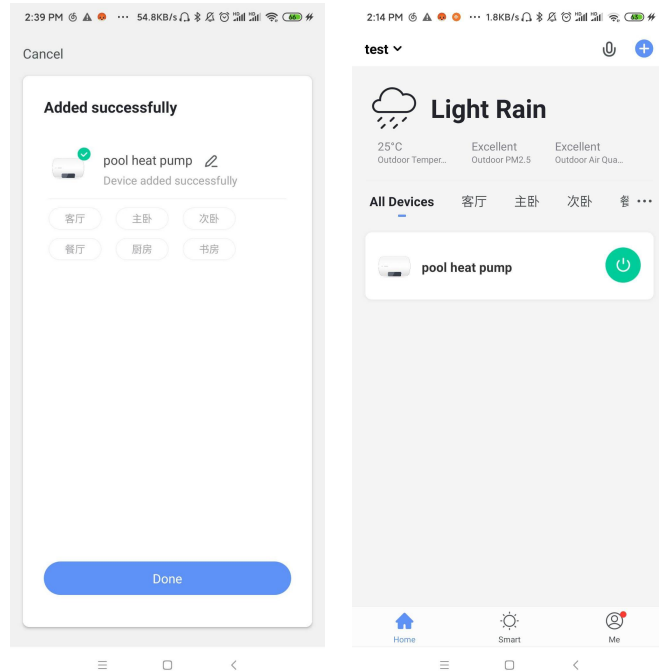 2:39 PM
54.8KB/s
Cancel
Added successfully
pool heat pump
Device added successfully
客厅
主卧
次卧
餐厅
厨房
书房
Done
2:14 PM
1.8KB/s
test
Light Rain
25°C
Excellent
Excellent
Outdoor Temper...
Outdoor PM2.5
Outdoor Air Qua...
All Devices
客厅
主卧
次卧
pool heat pump
Home
Smart
Me